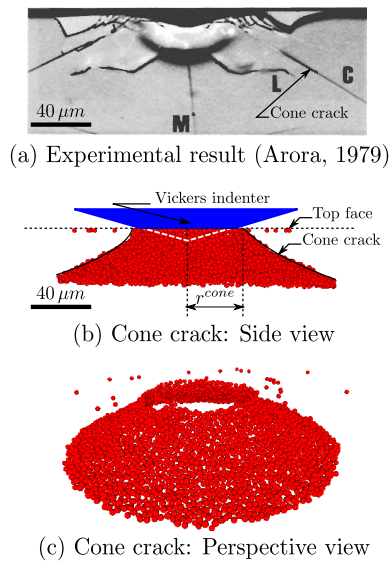 C
L
Cone crack
M
40 μm
(a) Experimental result (Arora, 1979)
Vickers indenter
Top face
Cone crack
40 μm
r^cone
(b) Cone crack: Side view
(c) Cone crack: Perspective view